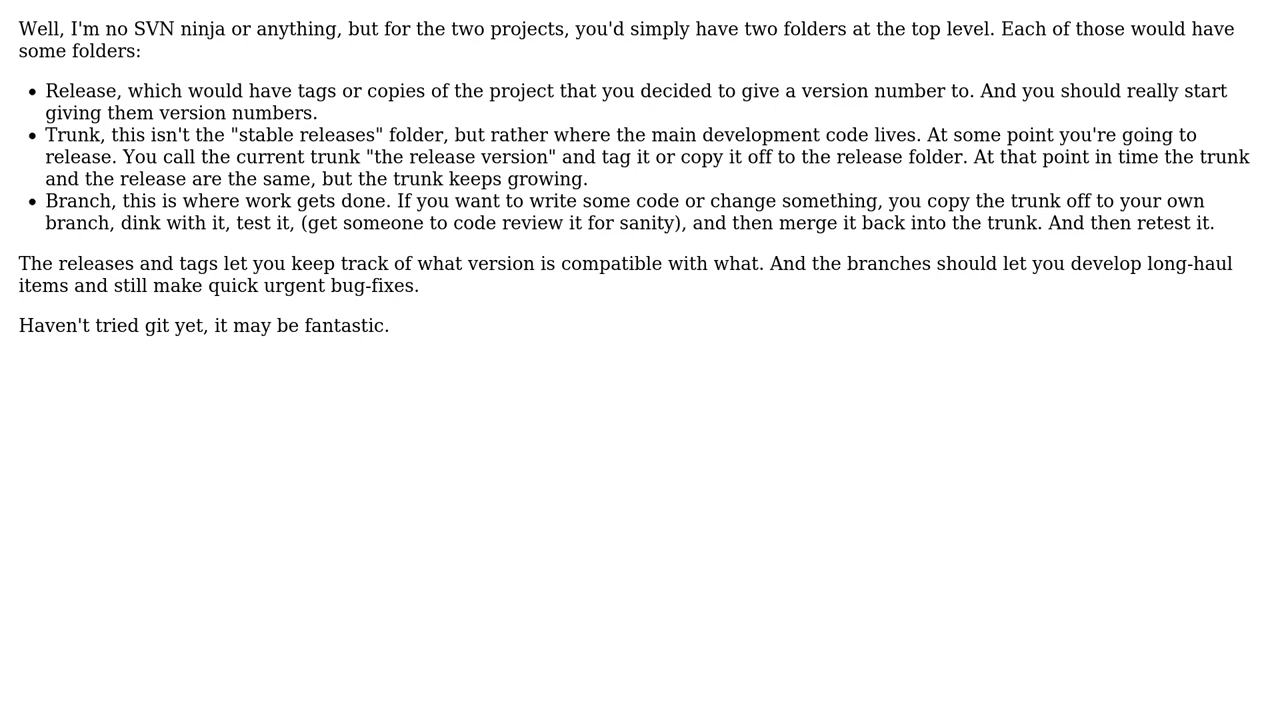 Well, I'm no SVN ninja or anything, but for the two projects, you'd simply have two folders at the top level. Each of those would have
some folders:
• Release, which would have tags or copies of the project that you decided to give a version number to. And you should really start
giving them version numbers.
• Trunk, this isn't the "stable releases" folder, but rather where the main development code lives. At some point you're going to
release. You call the current trunk "the release version" and tag it or copy it off to the release folder. At that point in time the trunk
and the release are the same, but the trunk keeps growing.
• Branch, this is where work gets done. If you want to write some code or change something, you copy the trunk off to your own
branch, dink with it, test it, (get someone to code review it for sanity), and then merge it back into the trunk. And then retest it.
The releases and tags let you keep track of what version is compatible with what. And the branches should let you develop long-haul
items and still make quick urgent bug-fixes.
Haven't tried git yet, it may be fantastic.